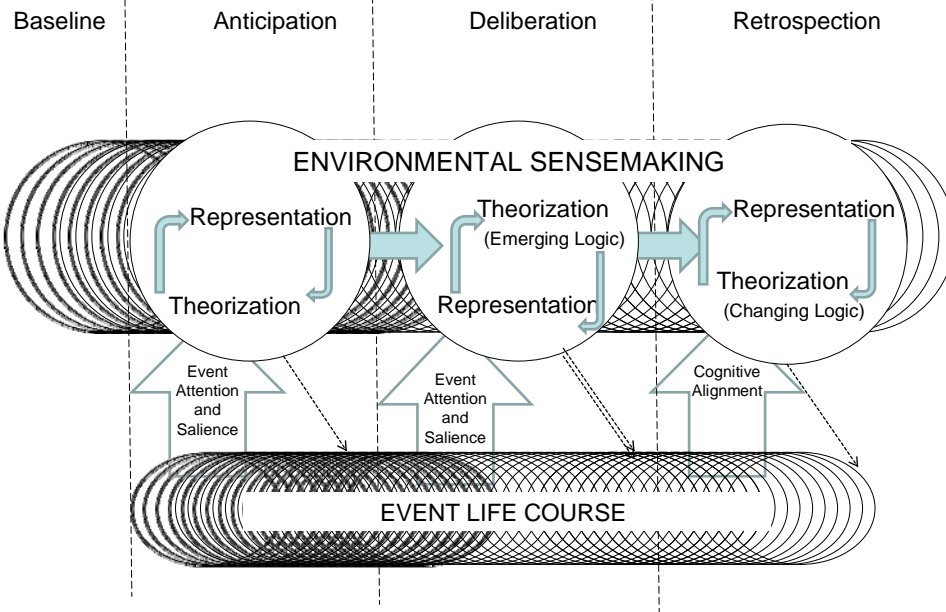 Baseline
Anticipation
Deliberation
Retrospection
ENVIRONMENTAL SENSEMAKING
Representation
Theorization
Theorization
(Emerging Logic)
Representation
Representation
Theorization
(Changing Logic)
Event
Attention
and
Salience
Event
Attention
and
Salience
Cognitive
Alignment
EVENT LIFE COURSE